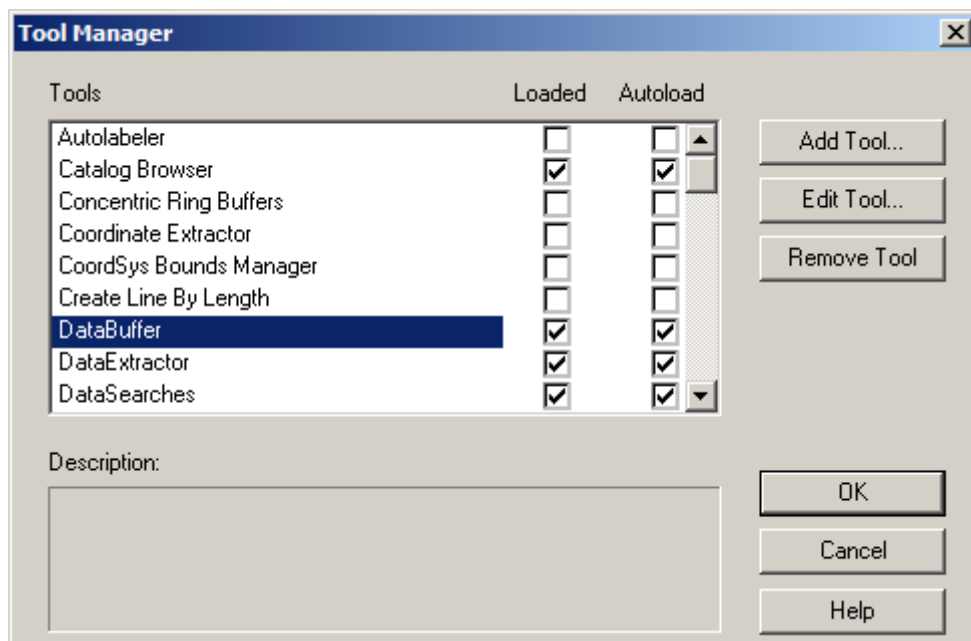 Tool Manager
Tools Loaded Autoload
Autolabeler
Catalog Browser
Concentric Ring Buffers
Coordinate Extractor
CoordSys Bounds Manager
Create Line By Length
DataBuffer
DataExtractor
DataSearches
Add Tool...
Edit Tool...
Remove Tool
Description:
OK
Cancel
Help